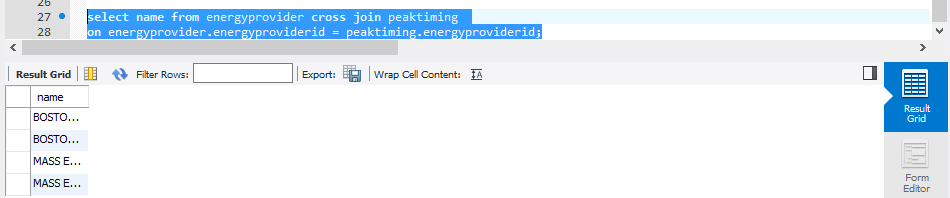 26
27 select name from energyprovider cross join peaktiming
28 on energyprovider.energyproviderid = peaktiming.energyproviderid;
Result Grid Filter Rows: Export: Wrap Cell Content: IA
name
BOSTO...
BOSTO...
MASS E...
MASS E...
Result
Grid
Form
Editor